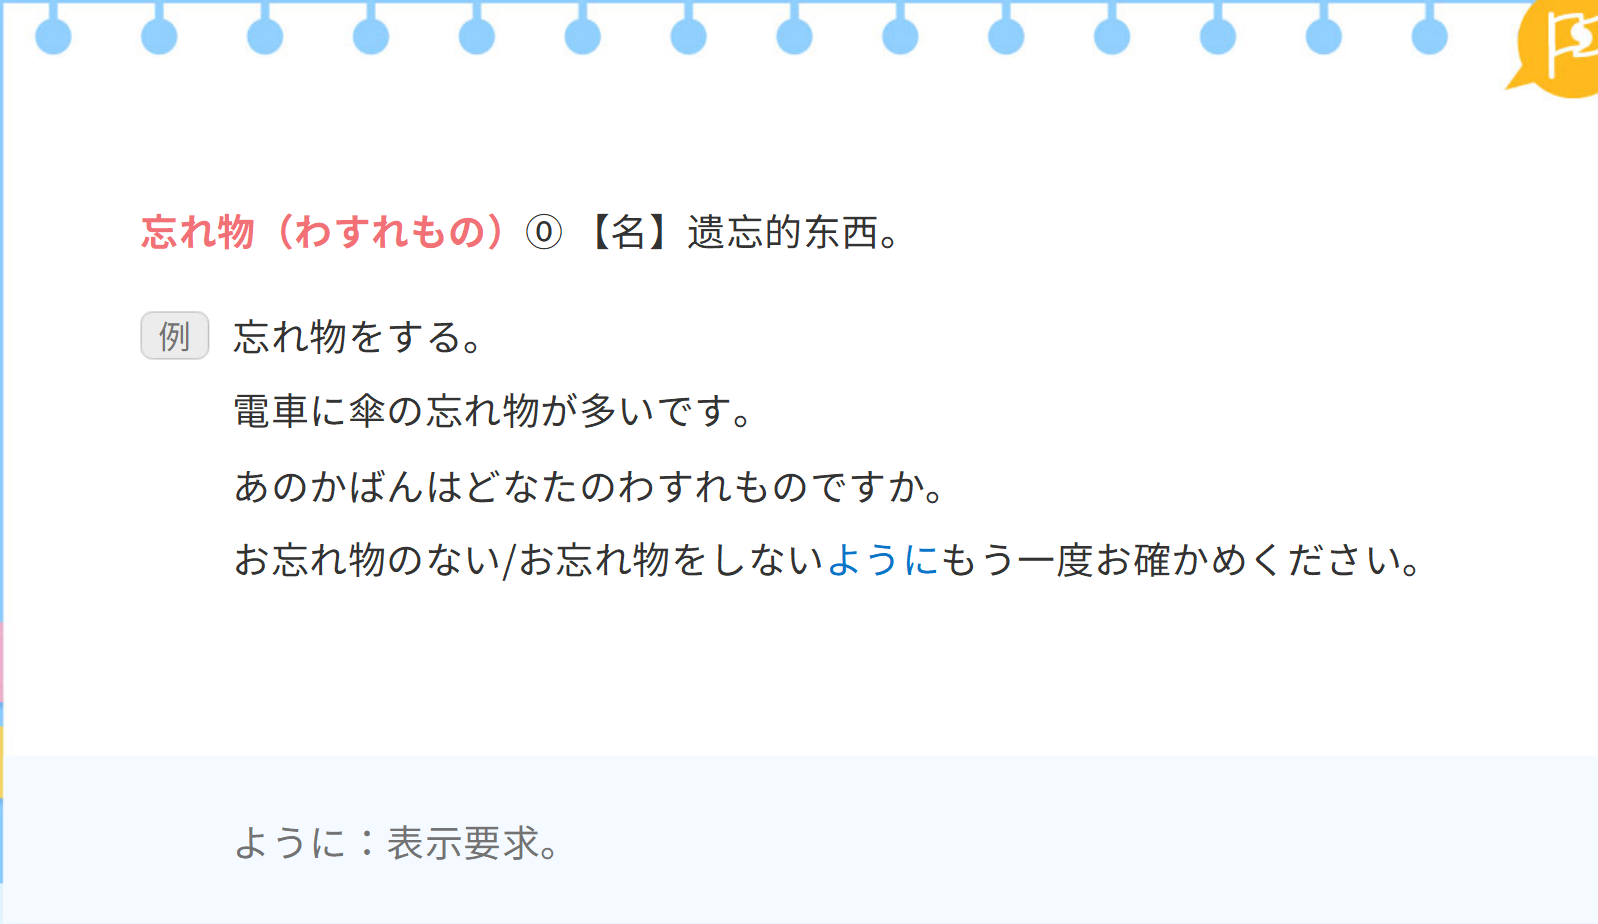 忘れ物（わすれもの）⓪ 【名】遗忘的东西。
例 忘れ物をする。
電車に傘の忘れ物が多いです。
あのかばんはどなたのわすれものですか。
お忘れ物のない/お忘れ物をしないようにもう一度お確かめください。
ように：表示要求。